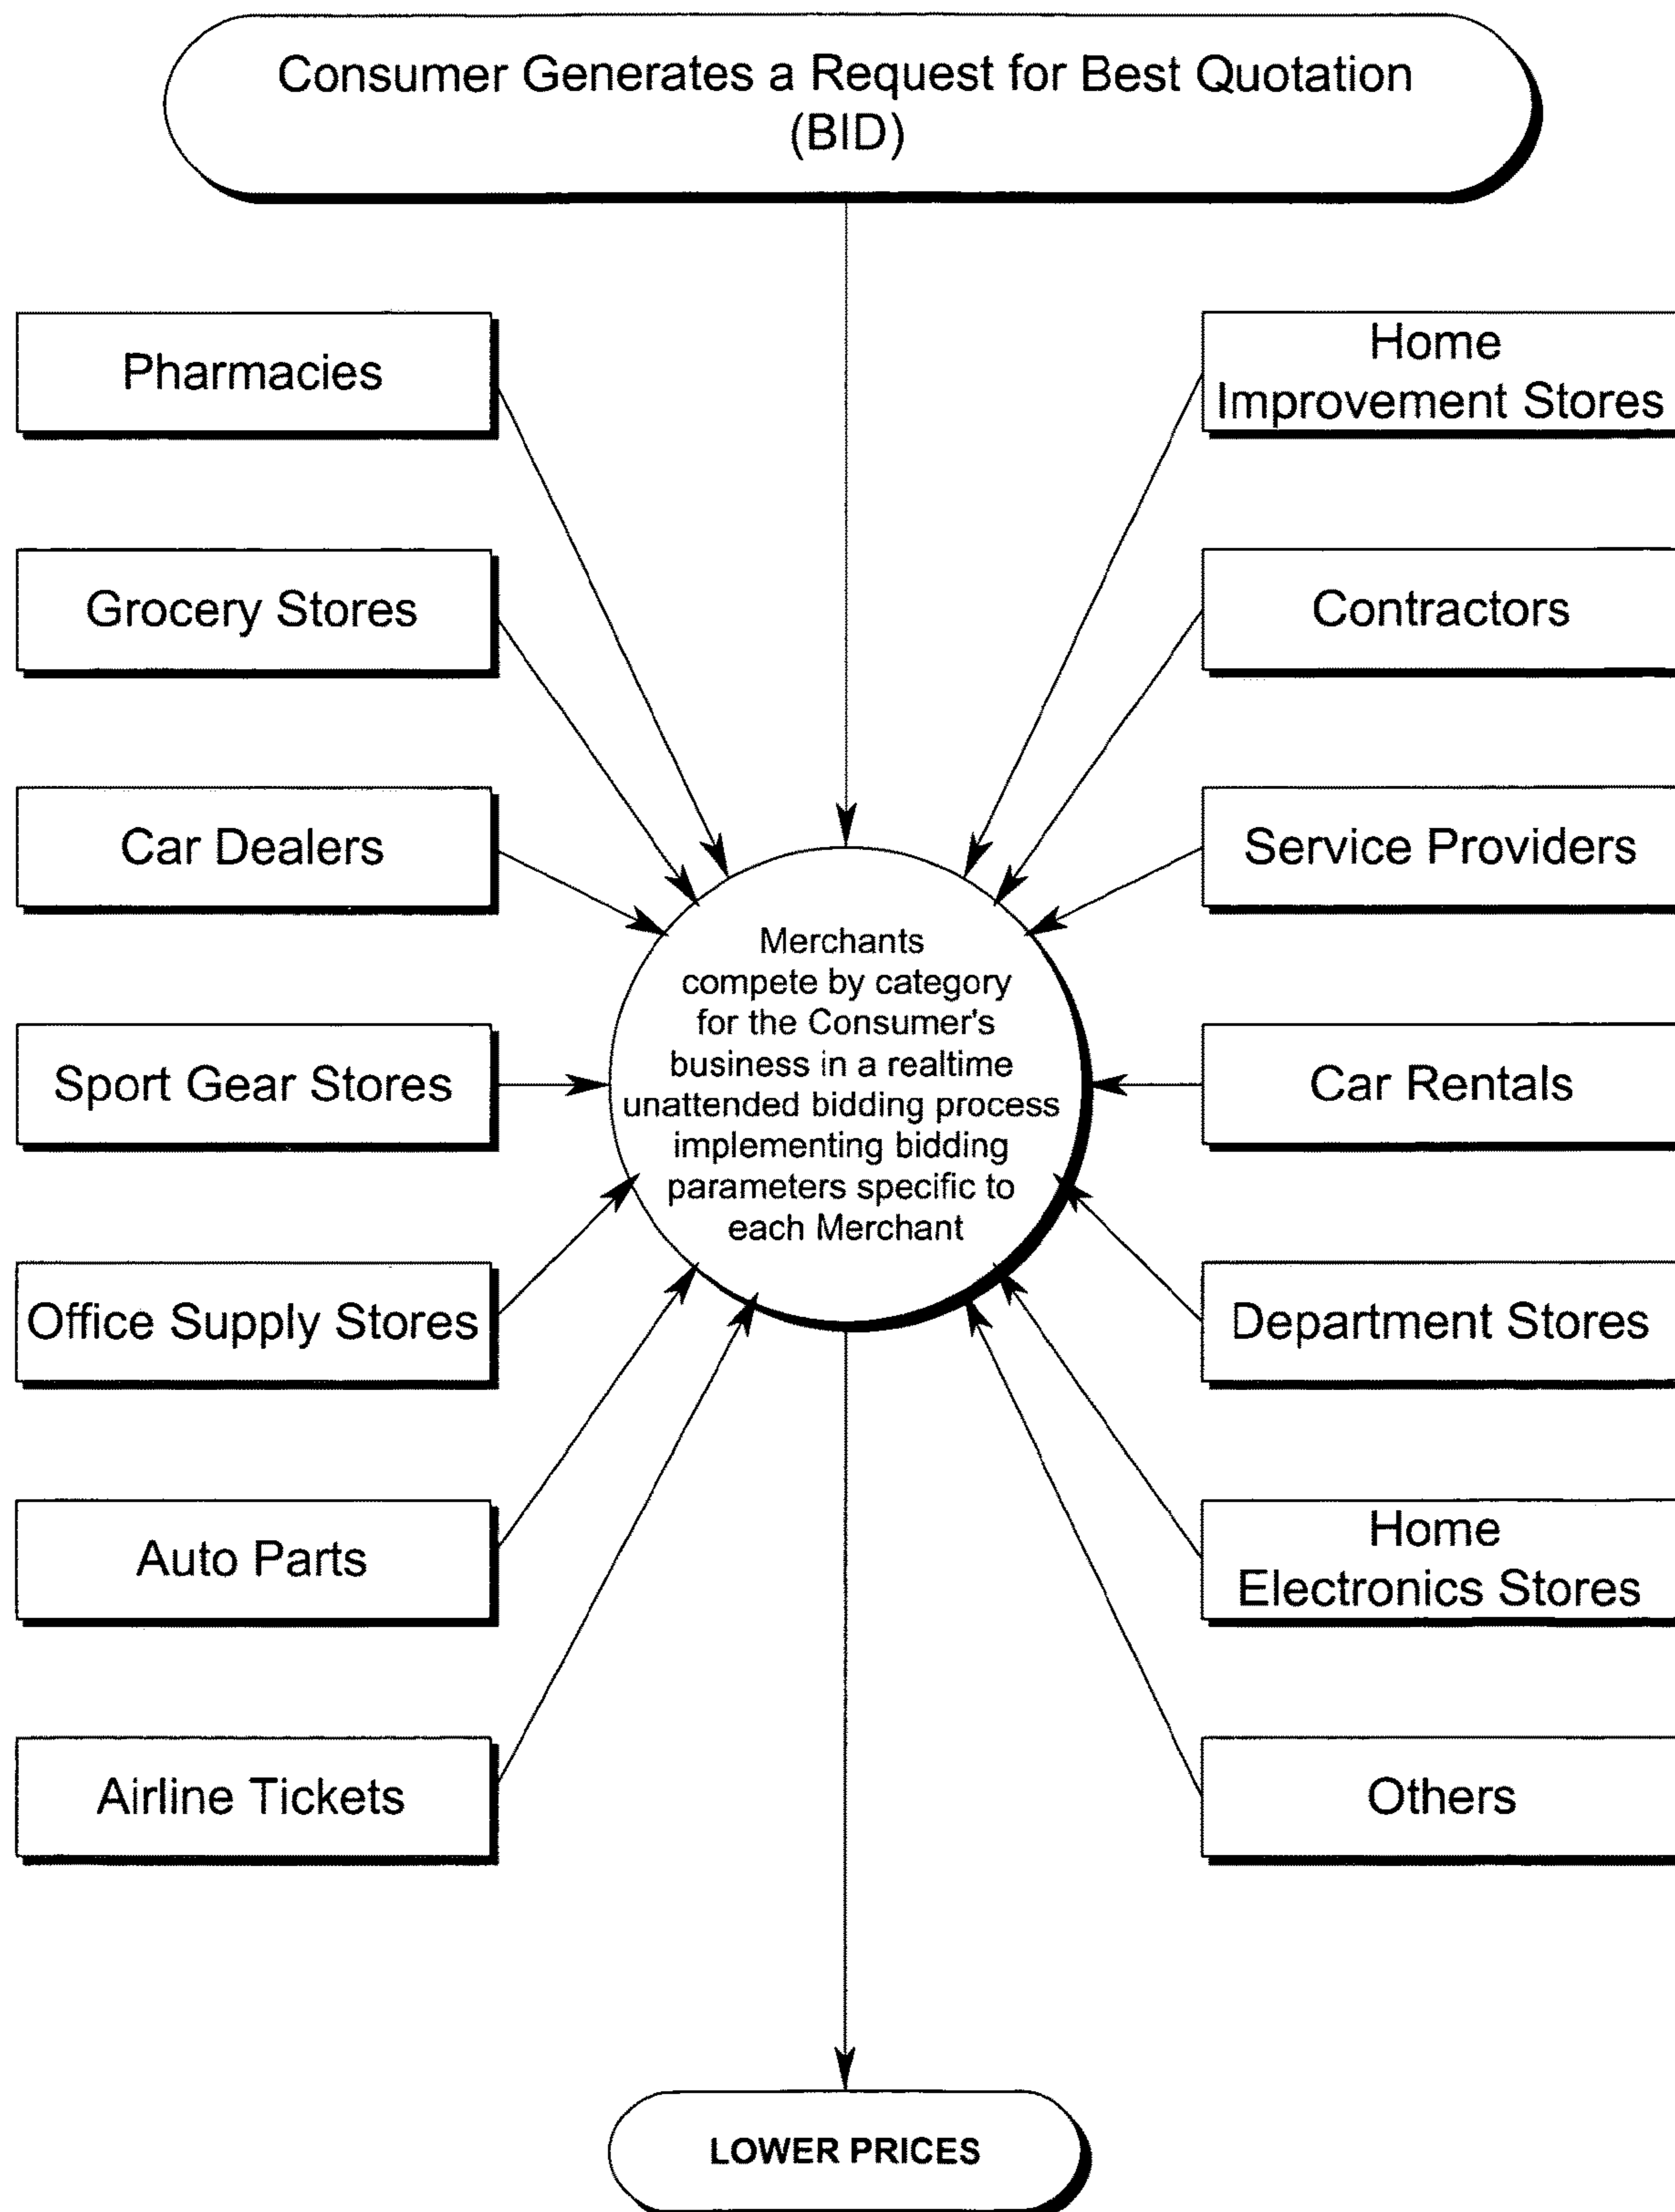 Consumer Generates a Request for Best Quotation
(BID)
Pharmacies
Grocery Stores
Car Dealers
Sport Gear Stores
Office Supply Stores
Auto Parts
Airline Tickets
Merchants
compete by category
for the Consumer's
business in a realtime
unattended bidding process
implementing bidding
parameters specific to
each Merchant
Home
Improvement Stores
Contractors
Service Providers
Car Rentals
Department Stores
Home
Electronics Stores
Others
LOWER PRICES